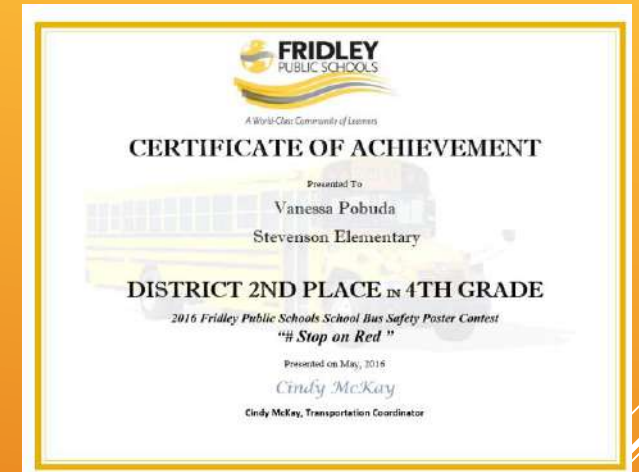 FRIDLEY
PUBLIC SCHOOLS
A World-Class Community of Learners
CERTIFICATE OF ACHIEVEMENT
Presented To
Vanessa Pobuda
Stevenson Elementary
DISTRICT 2ND PLACE IN 4TH GRADE
2016 Fridley Public Schools School Bus Safety Poster Contest
“# Stop on Red ”
Presented on May, 2016
Cindy McKay
Cindy McKay, Transportation Coordinator